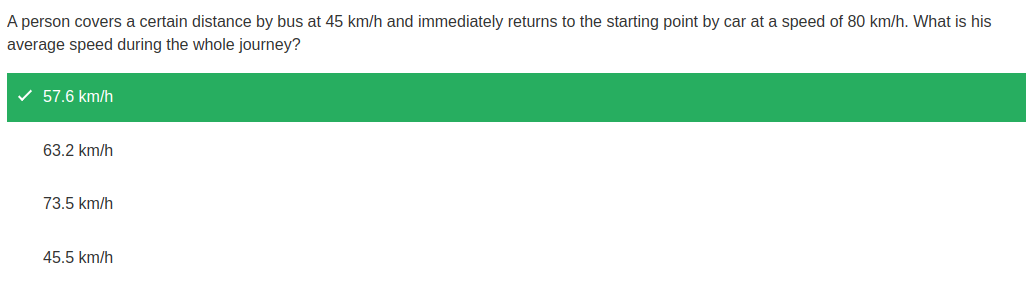 A person covers a certain distance by bus at 45 km/h and immediately returns to the starting point by car at a speed of 80 km/h. What is his
average speed during the whole journey?
57.6 km/h
63.2 km/h
73.5 km/h
45.5 km/h